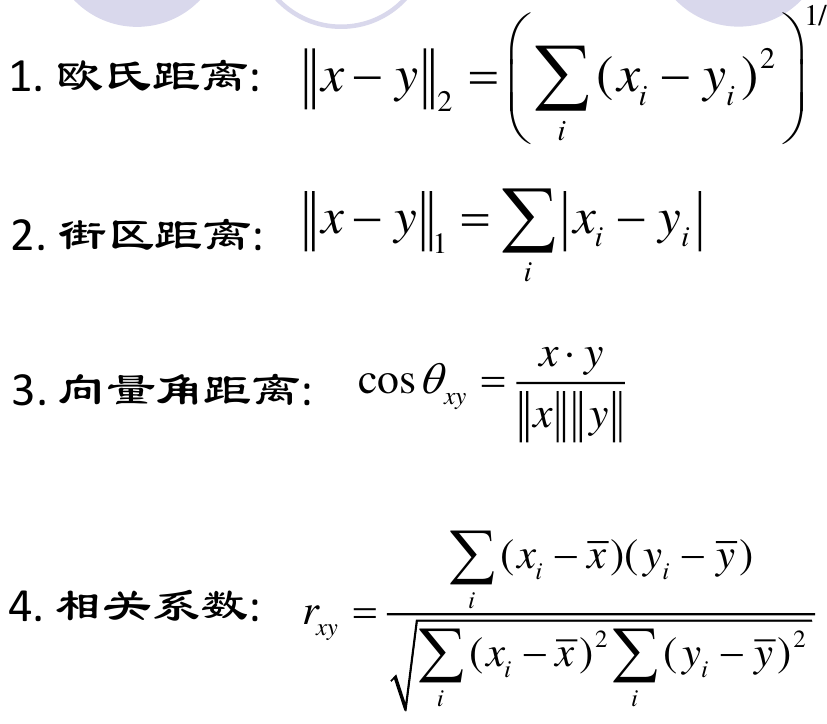 1. 欧氏距离: ‖x − y‖₂ = (∑ᵢ (xᵢ − yᵢ)²)^1/
2. 街区距离: ‖x − y‖₁ = ∑ᵢ |xᵢ − yᵢ|
3. 向量角距离: cos θ_xy = x · y / ‖x‖‖y‖
4. 相关系数: r_xy = ∑ᵢ (xᵢ − x̅)(yᵢ − y̅) / √(∑ᵢ (xᵢ − x̅)² ∑ᵢ (yᵢ − y̅)²)